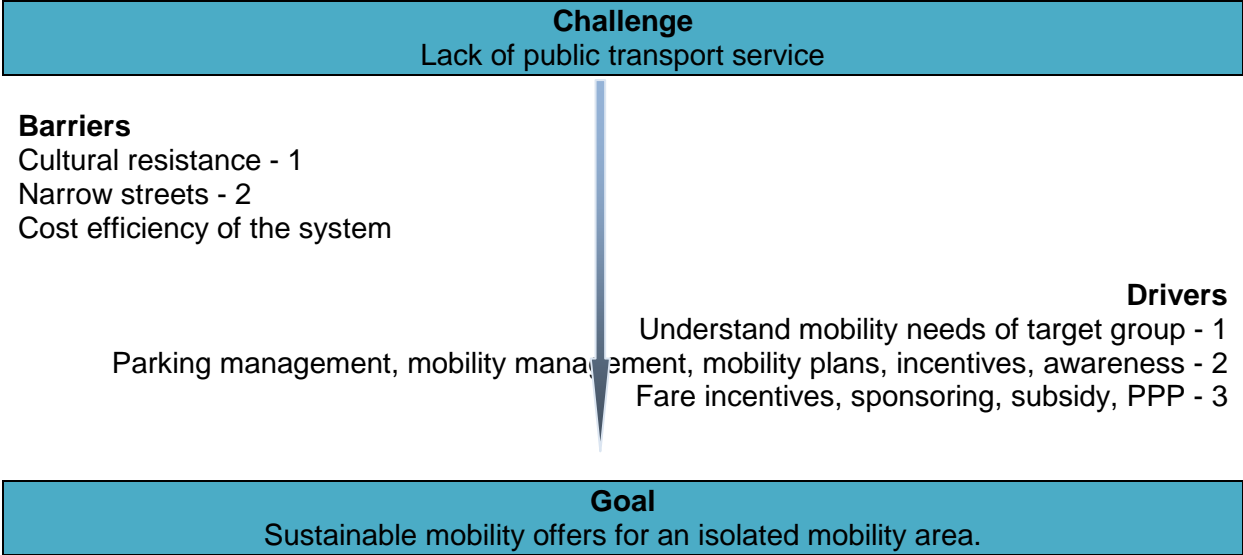 Challenge
Lack of public transport service
Barriers
Cultural resistance - 1
Narrow streets - 2
Cost efficiency of the system
Drivers
Understand mobility needs of target group - 1
Parking management, mobility management, mobility plans, incentives, awareness - 2
Fare incentives, sponsoring, subsidy, PPP - 3
Goal
Sustainable mobility offers for an isolated mobility area.